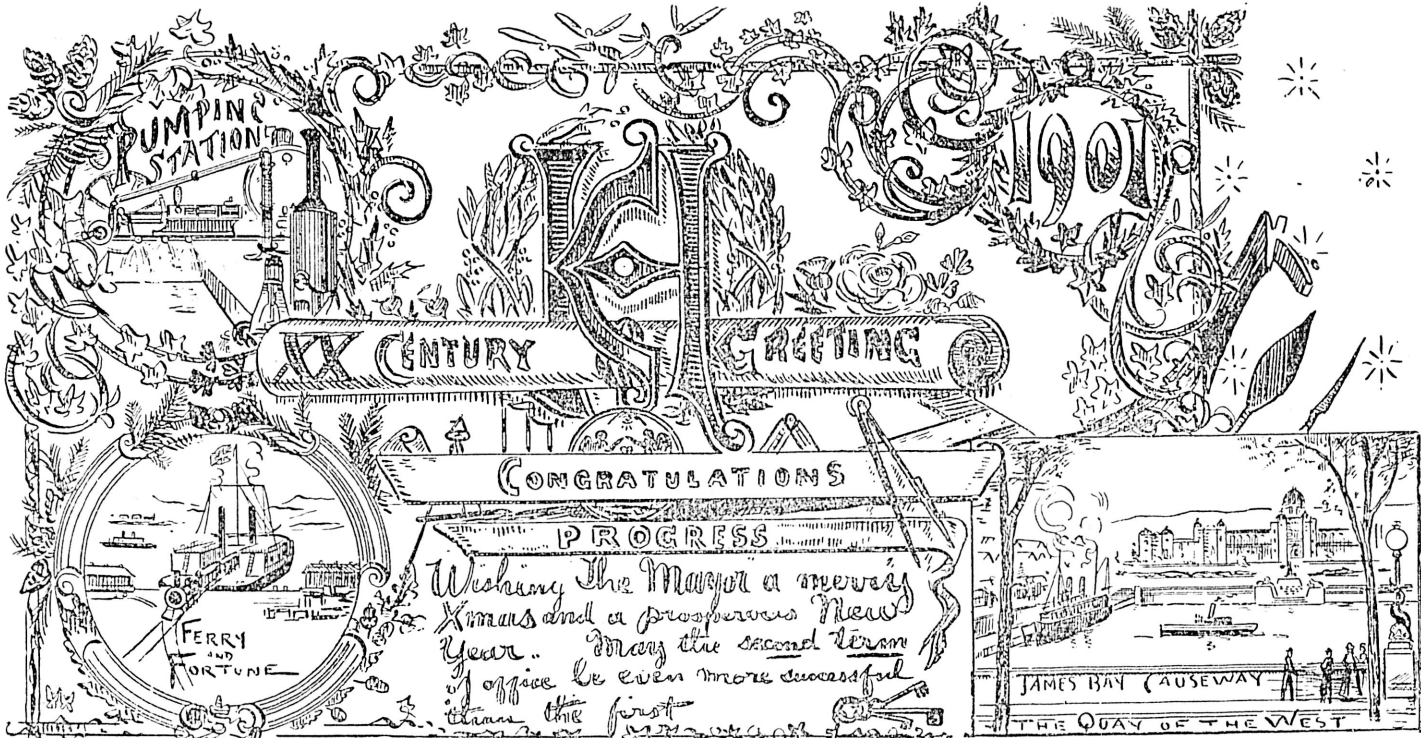 PUMPING
STATION
1901
XX CENTURY GREETING
CONGRATULATIONS
PROGRESS
Wishing The Mayor a merry
Xmas and a prosperous New
Year.. May the second term
of office be even more successful
than the first
FERRY
AND
FORTUNE
JAMES BAY CAUSEWAY
THE QUAY OF THE WEST